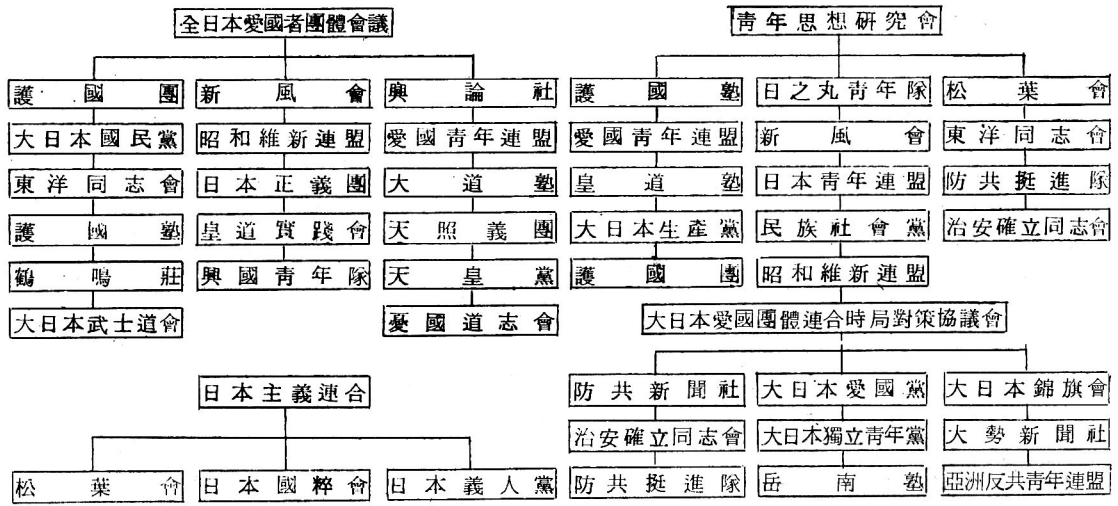 全日本愛國者團體會議
護國團
大日本國民黨
東洋同志會
護國塾
鶴鳴莊
大日本武士道會
新風會
昭和維新連盟
日本正義團
皇道實踐會
興國靑年隊
興論社
愛國靑年連盟
大道塾
天照義團
天皇黨
憂國道志會
日本主義連合
松葉會
日本國粹會
日本義人黨
靑年思想硏究會
護國塾
愛國靑年連盟
皇道塾
大日本生產黨
護國團
日之丸靑年隊
新風會
日本靑年連盟
民族社會黨
昭和維新連盟
松葉會
東洋同志會
防共挺進隊
治安確立同志會
大日本愛國團體連合時局對策協議會
防共新聞社
治安確立同志會
防共挺進隊
大日本愛國黨
大日本獨立靑年黨
岳南塾
大日本錦旗會
大勢新聞社
亞洲反共靑年連盟